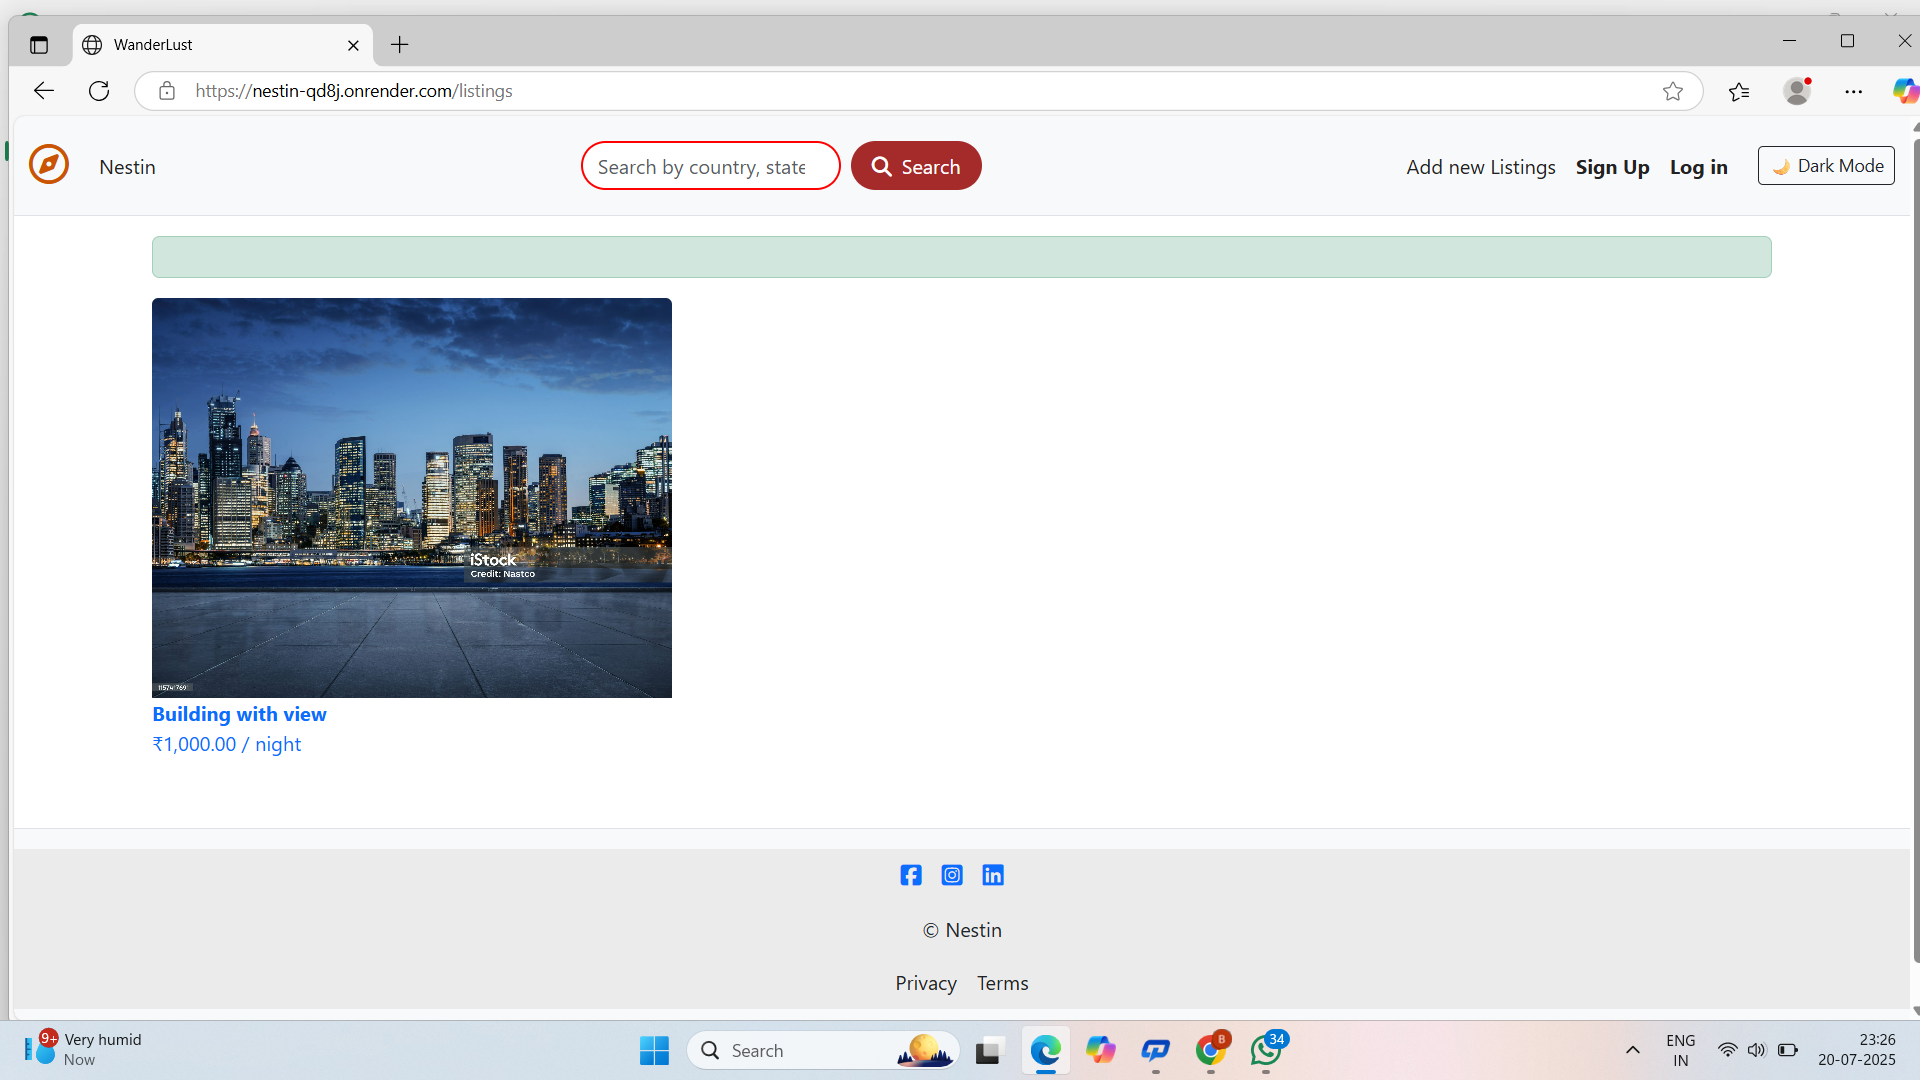 WanderLust
https://nestin-qd8j.onrender.com/listings
Nestin
Search by country, state
Search
Add new Listings
Sign Up
Log in
Dark Mode
iStock
Credit: Nastco
Building with view
₹1,000.00 / night
© Nestin
Privacy Terms
9+
Very humid
Now
Search
B
34
ENG
IN
23:26
20-07-2025